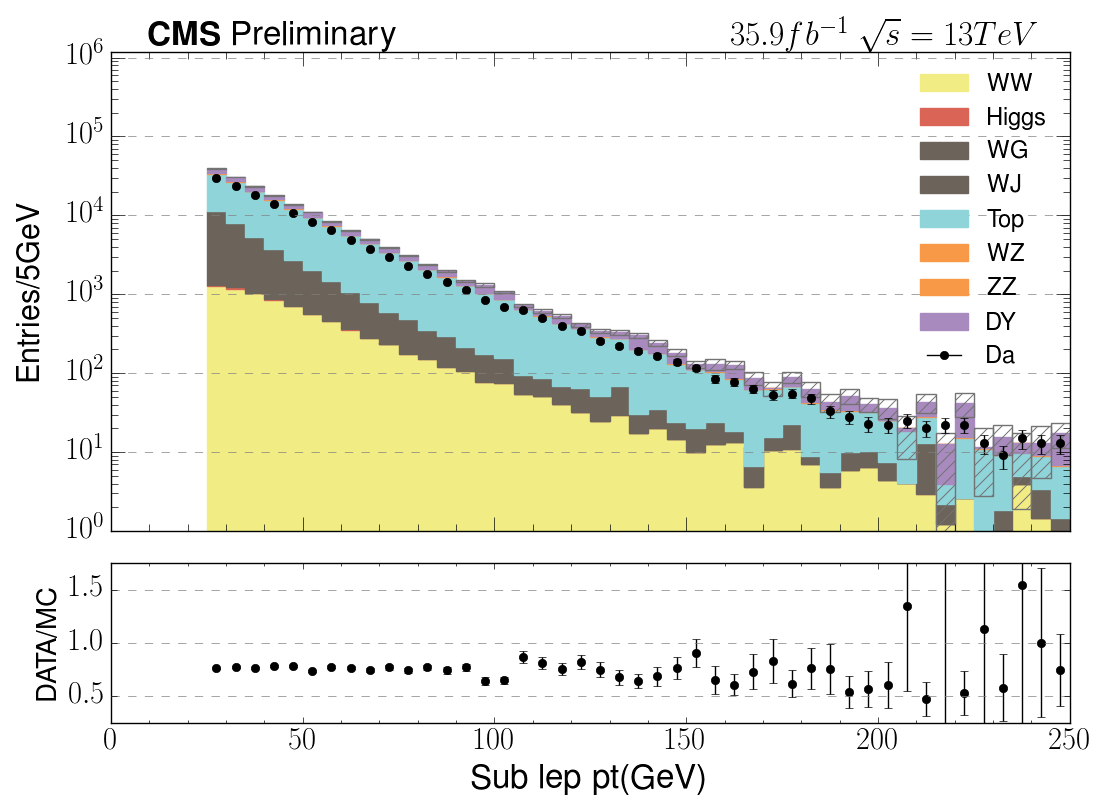 CMS Preliminary 35.9fb⁻¹ √s = 13TeV
10⁶
10⁵
10⁴
10³
10²
10¹
10⁰
Entries/5GeV
WW
Higgs
WG
WJ
Top
WZ
ZZ
DY
Da
1.5
1.0
0.5
DATA/MC
0 50 100 150 200 250
Sub lep pt(GeV)